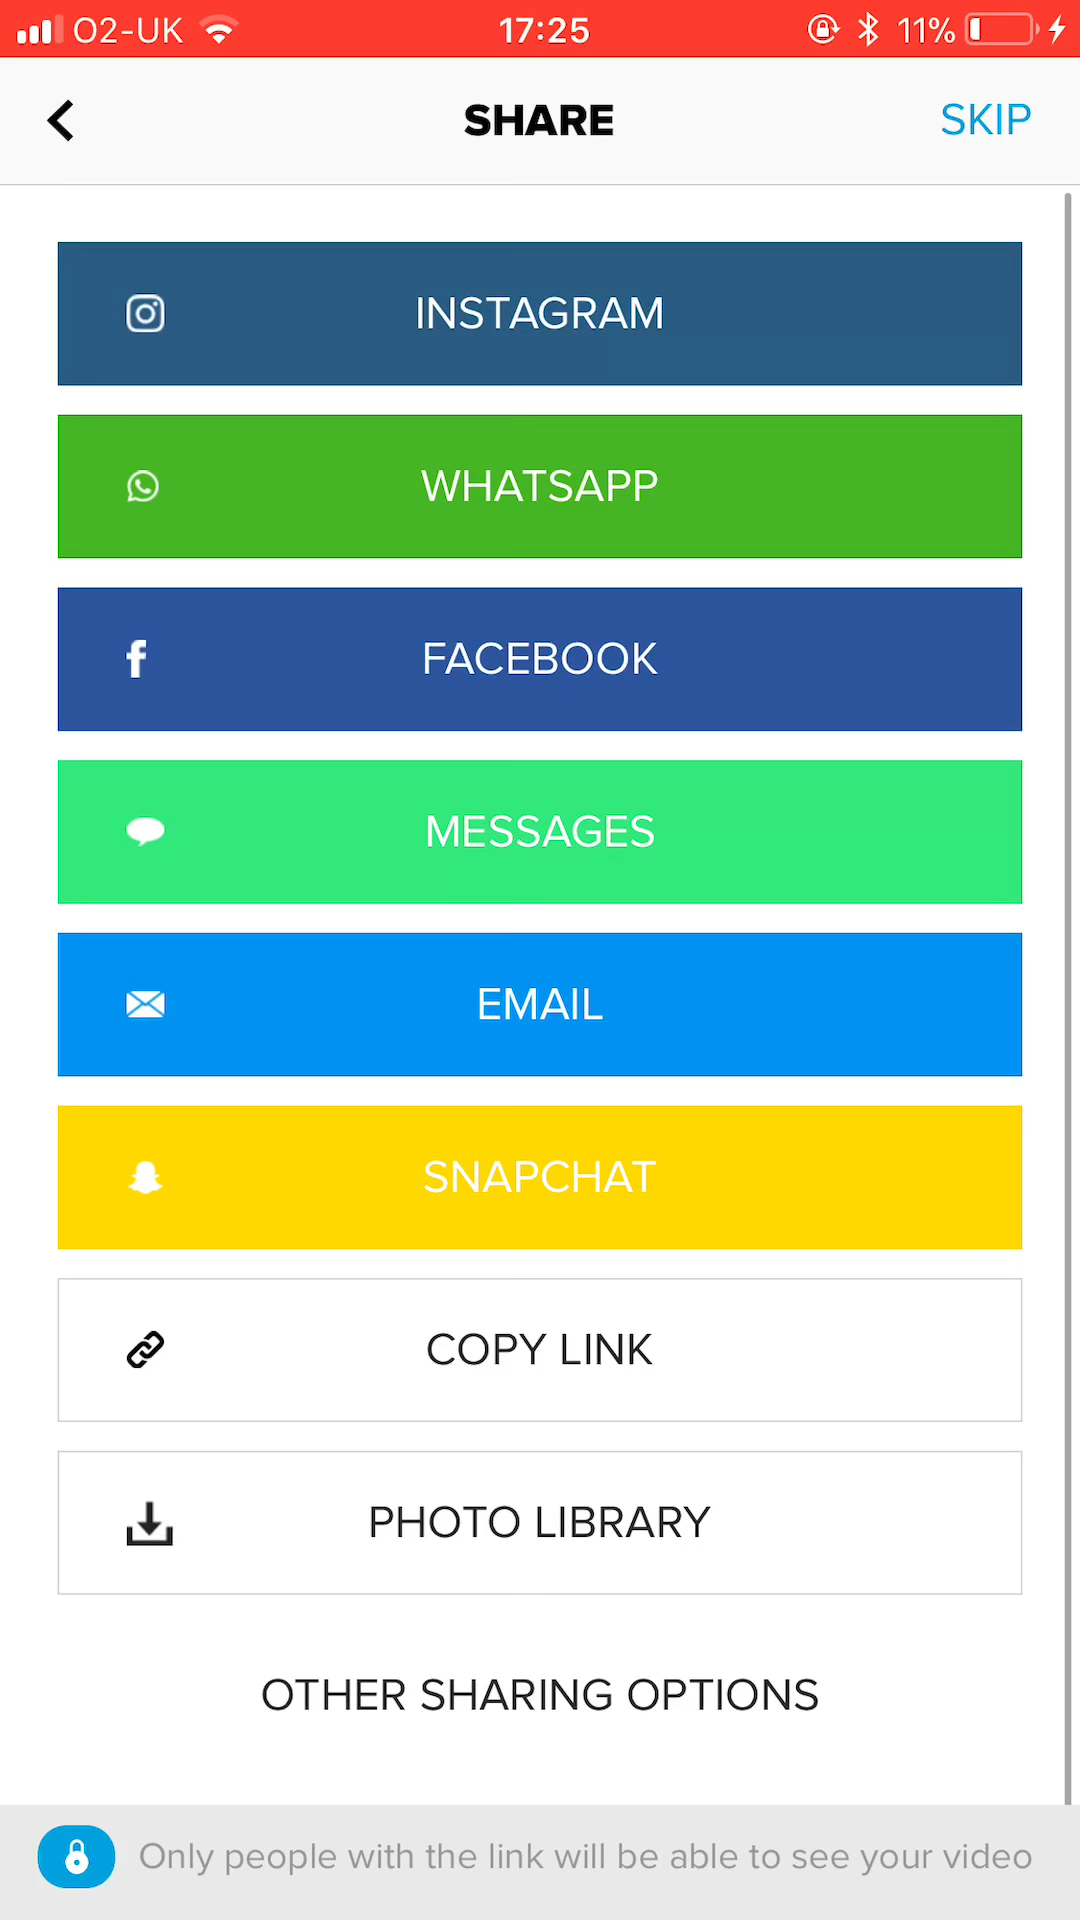 O2-UK 17:25 11%
SHARE SKIP
INSTAGRAM
WHATSAPP
FACEBOOK
MESSAGES
EMAIL
SNAPCHAT
COPY LINK
PHOTO LIBRARY
OTHER SHARING OPTIONS
Only people with the link will be able to see your video